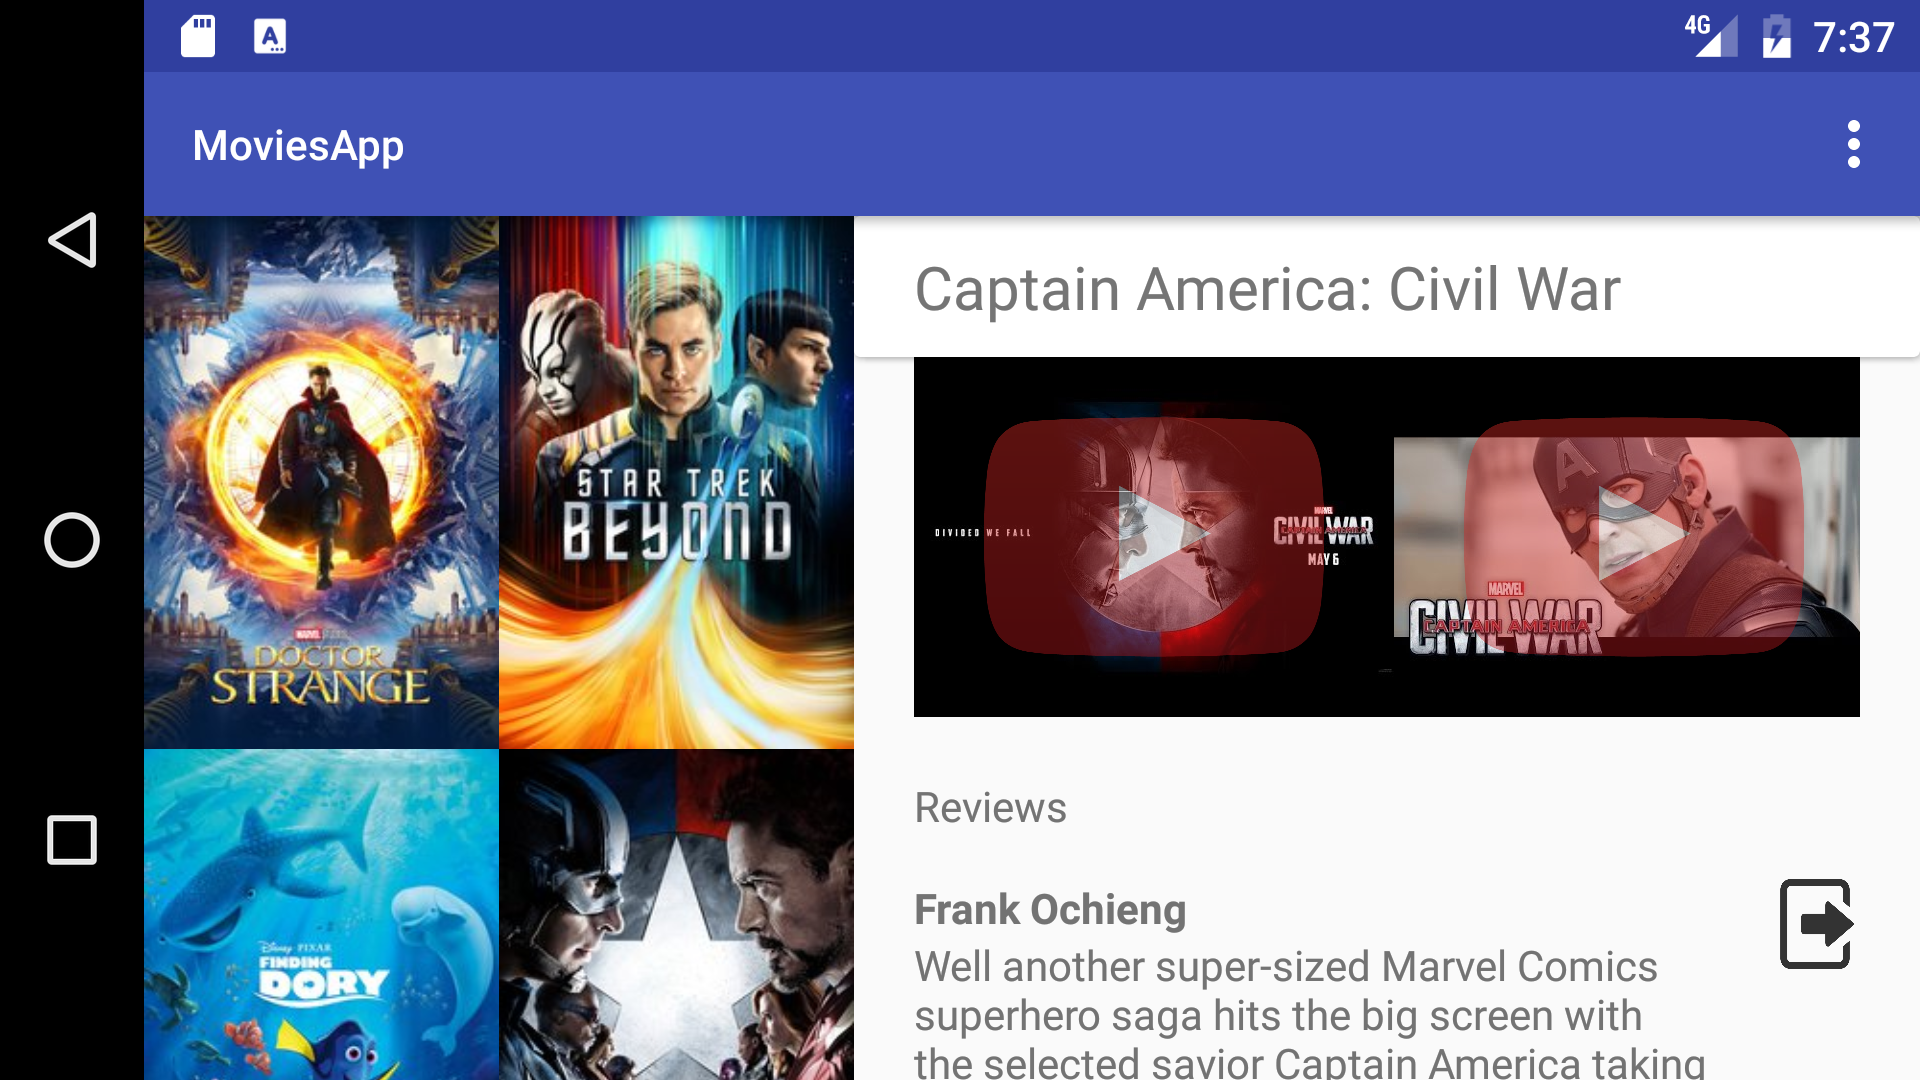 4G 7:37
MoviesApp
MARVEL STUDIOS
DOCTOR
STRANGE
STAR TREK
BEYOND
Disney PIXAR
FINDING
DORY
Captain America: Civil War
DIVIDED WE FALL
MARVEL
CIVIL WAR
CAPTAIN AMERICA
MAY 6
MARVEL
CIVIL WAR
CAPTAIN AMERICA
Reviews
Frank Ochieng
Well another super-sized Marvel Comics
superhero saga hits the big screen with
the selected savior Captain America taking